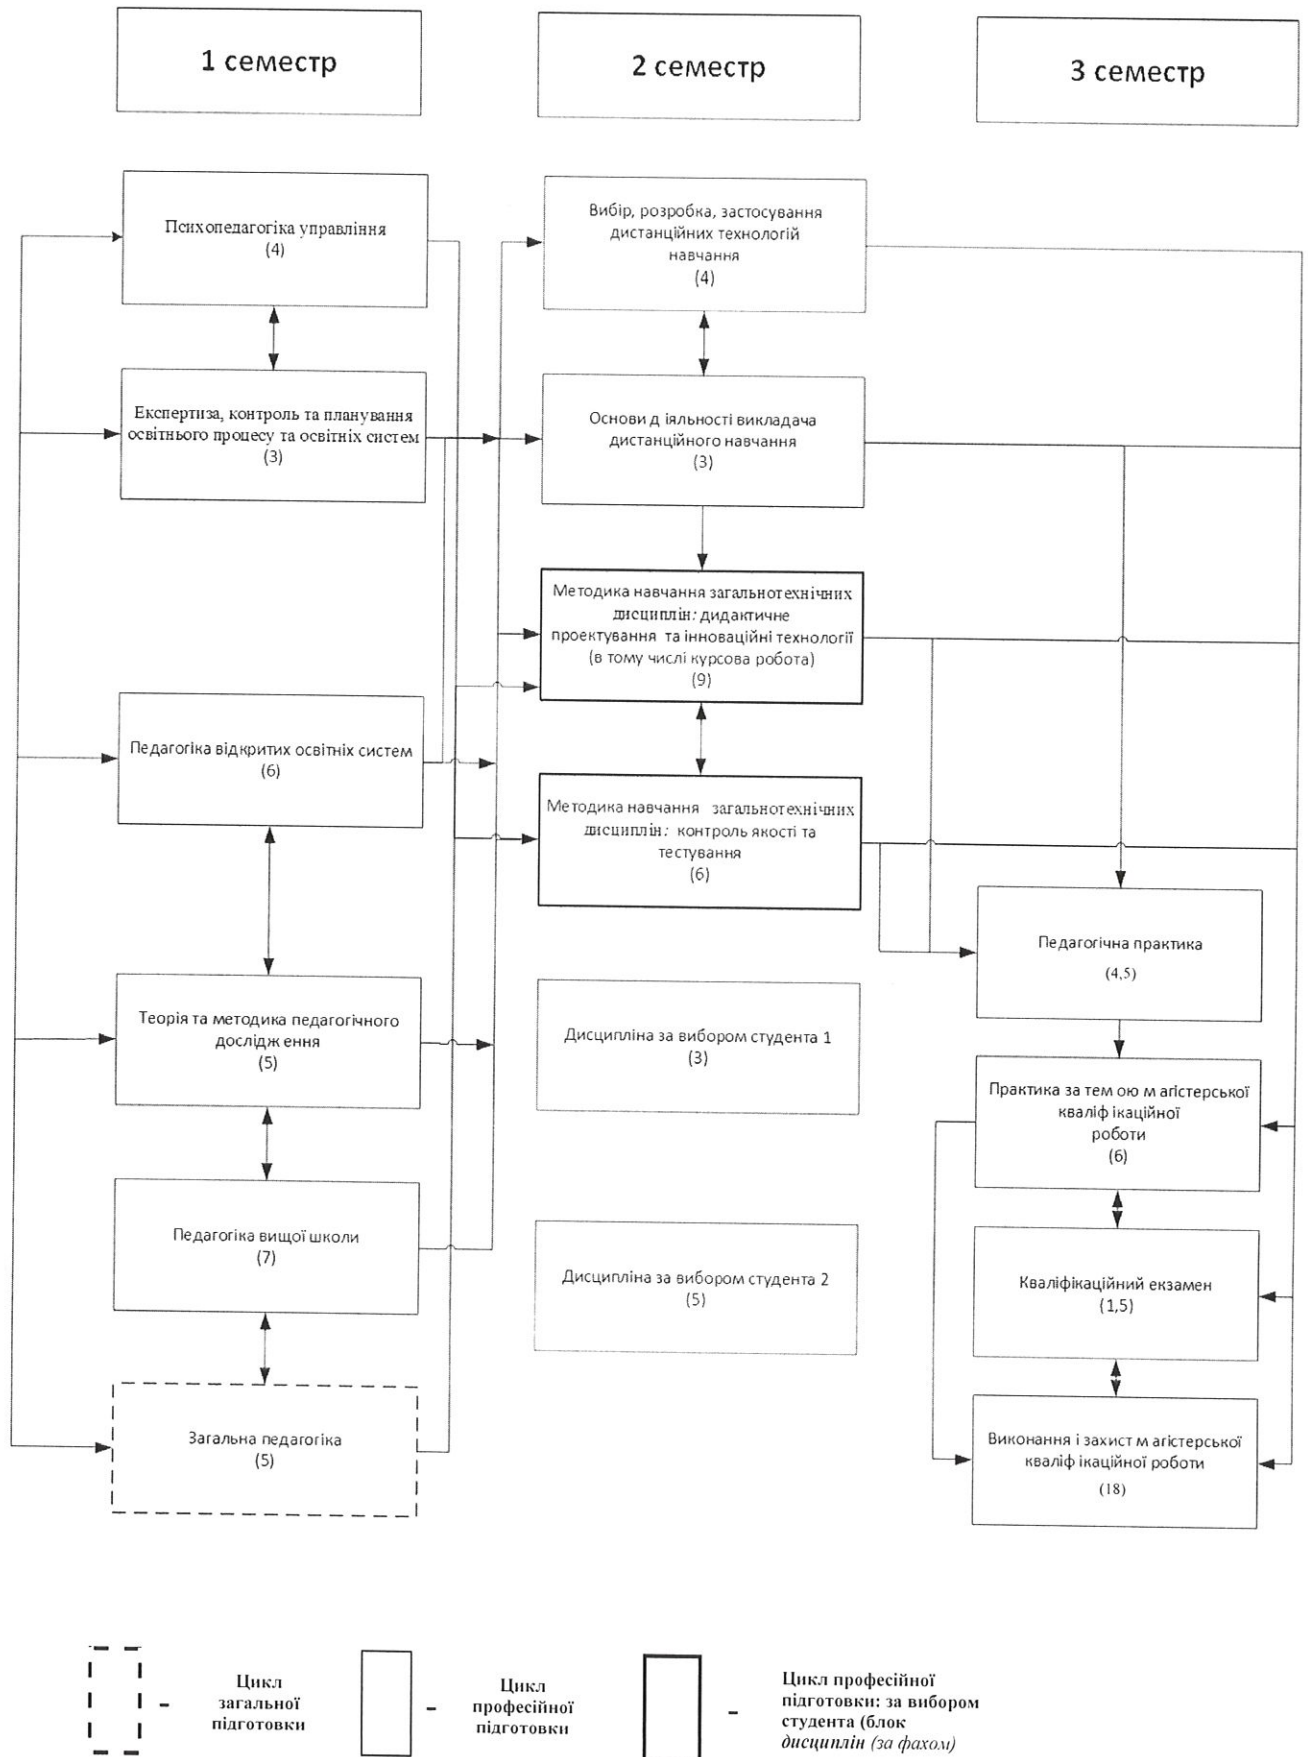 1 семестр
2 семестр
3 семестр
Психопедагогіка управління
(4)
Експертиза, контроль та планування
освітнього процесу та освітніх систем
(3)
Педагогіка відкритих освітніх систем
(6)
Теорія та методика педагогічного
дослідж ення
(5)
Педагогіка вищої школи
(7)
Загальна педагогіка
(5)
Вибір, розробка, застосування
дистанційних технологій
навчання
(4)
Основи д іяльності викладача
дистанційного навчання
(3)
Методика навчання загальнотехнічних
дисциплін: дидактичне
проектування та інноваційні технології
(в тому числі курсова робота)
(9)
Методика навчання загальнотехнічних
дисциплін: контроль якості та
тестування
(6)
Дисципліна за вибором студента 1
(3)
Дисципліна за вибором студента 2
(5)
Педагогічна практика
(4,5)
Практика за тем ою м агістерської
кваліф ікаційної
роботи
(6)
Кваліфікаційний екзамен
(1,5)
Виконання і захист м агістерської
кваліф ікаційної роботи
(18)
- Цикл
загальної
підготовки
- Цикл
професійної
підготовки
- Цикл професійної
підготовки: за вибором
студента (блок
дисциплін (за фахом)